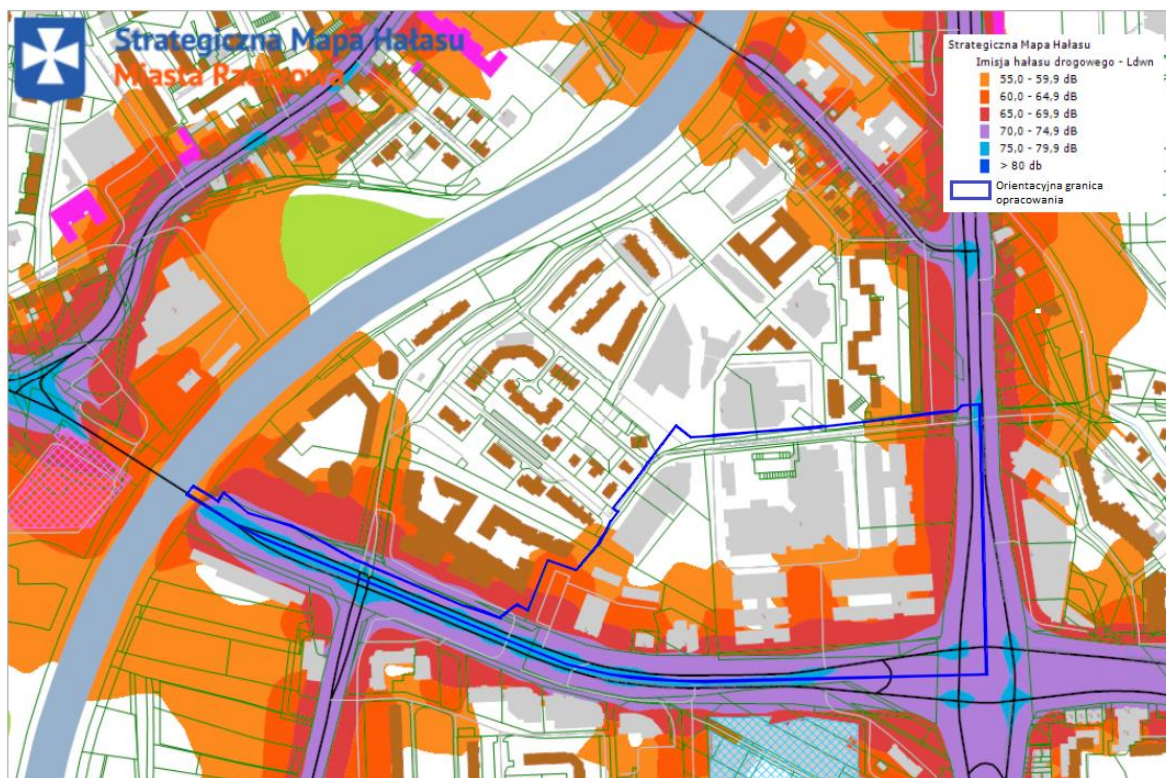 Strategiczna Mapa Hałasu
Miasta Rzeszowa
Strategiczna Mapa Hałasu
Imisja hałasu drogowego - Ldwn
55,0 - 59,9 dB
60,0 - 64,9 dB
65,0 - 69,9 dB
70,0 - 74,9 dB
75,0 - 79,9 dB
> 80 db
Orientacyjna granica
opracowania